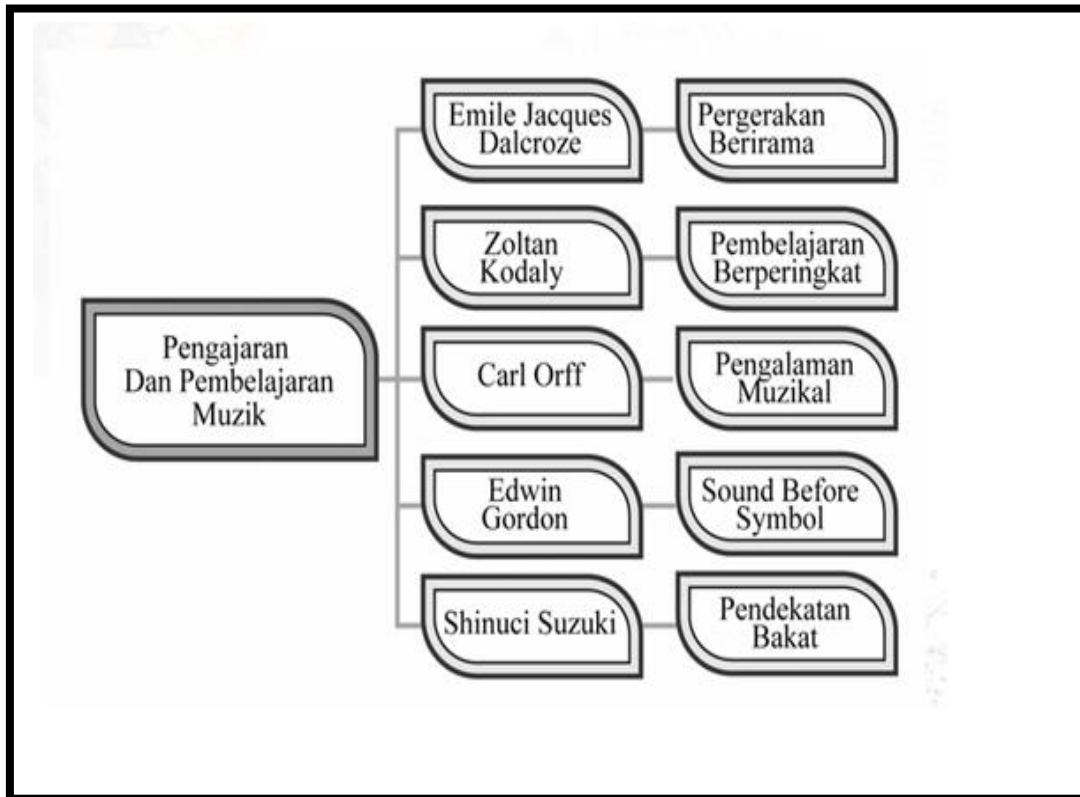 Pengajaran
Dan Pembelajaran
Muzik
Emile Jacques
Dalcroze
Pergerakan
Berirama
Zoltan
Kodaly
Pembelajaran
Berperingkat
Carl Orff
Pengalaman
Muzikal
Edwin
Gordon
Sound Before
Symbol
Shinuci Suzuki
Pendekatan
Bakat